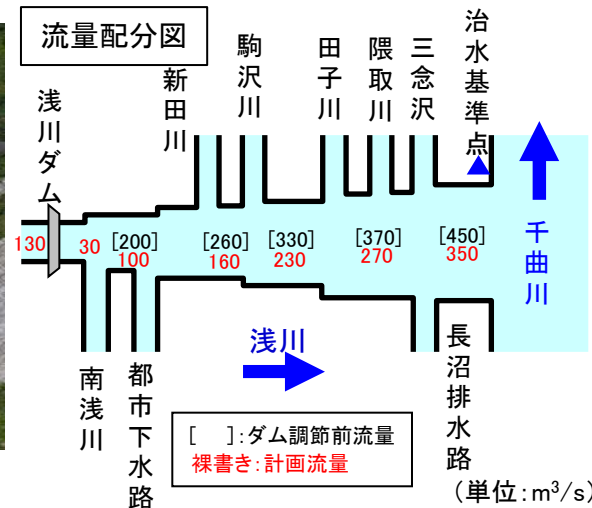 流量配分図
浅川ダム
新田川
駒沢川
田子川
隈取川
三念沢
治水基準点
千曲川
130
30
[200]
100
[260]
160
[330]
230
[370]
270
[450]
350
浅川
南浅川
都市下水路
長沼排水路
[ ]:ダム調節前流量
裸書き:計画流量
(単位:m³/s)